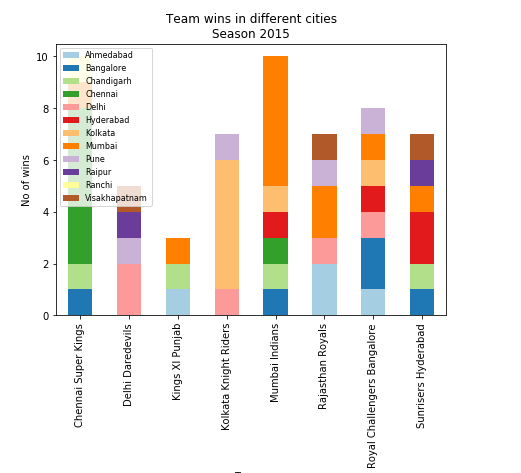 Team wins in different cities
Season 2015
No of wins
10
8
6
4
2
0
Ahmedabad
Bangalore
Chandigarh
Chennai
Delhi
Hyderabad
Kolkata
Mumbai
Pune
Raipur
Ranchi
Visakhapatnam
Chennai Super Kings
Delhi Daredevils
Kings XI Punjab
Kolkata Knight Riders
Mumbai Indians
Rajasthan Royals
Royal Challengers Bangalore
Sunrisers Hyderabad